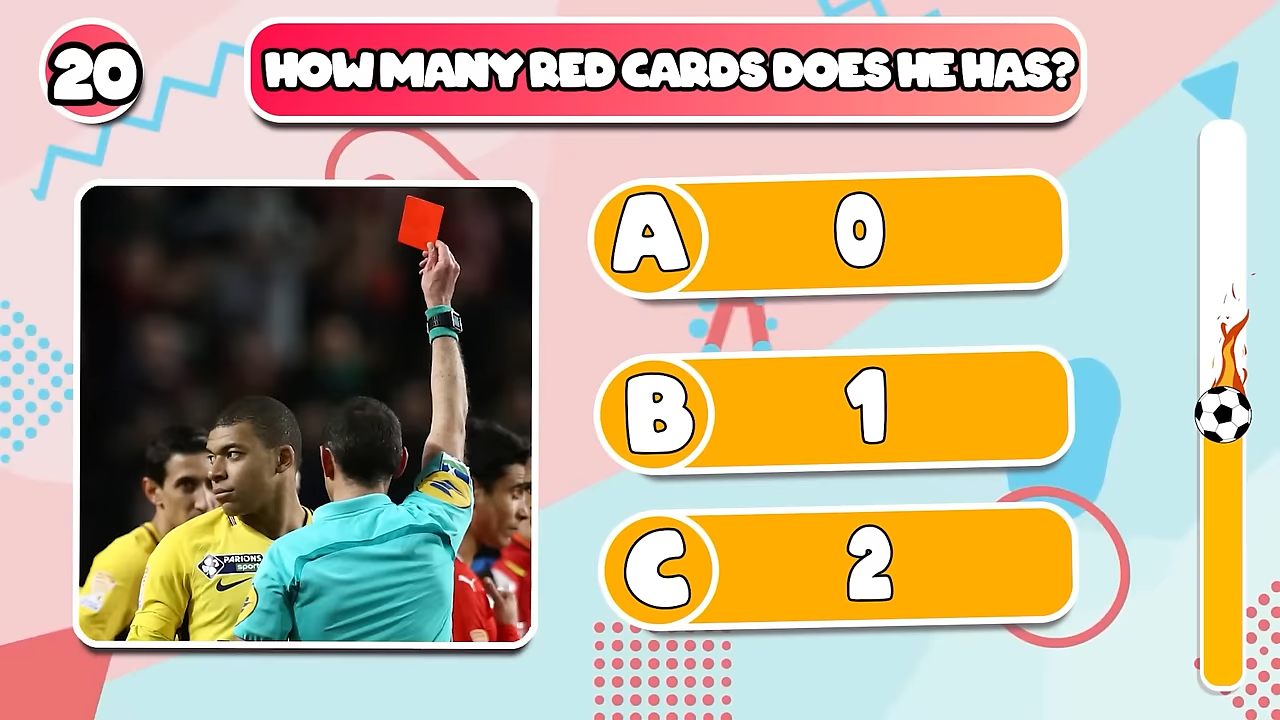 20
HOW MANY RED CARDS DOES HE HAS?
A 0
B 1
C 2
PARIONS
sport